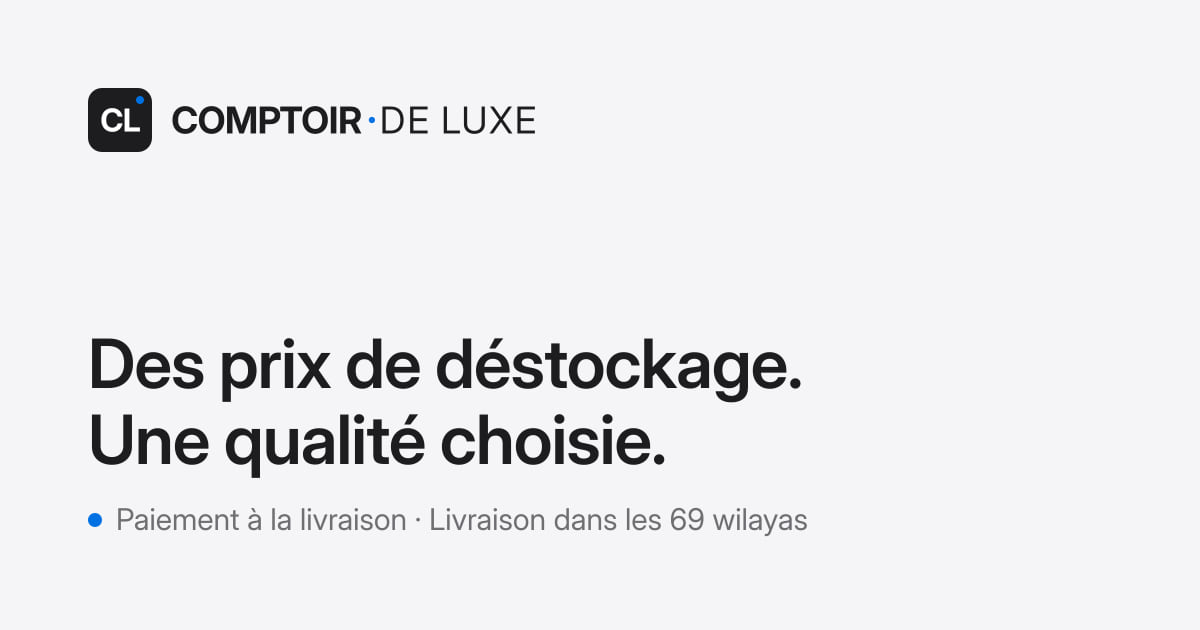 CL COMPTOIR·DE LUXE
Des prix de déstockage.
Une qualité choisie.
Paiement à la livraison · Livraison dans les 69 wilayas